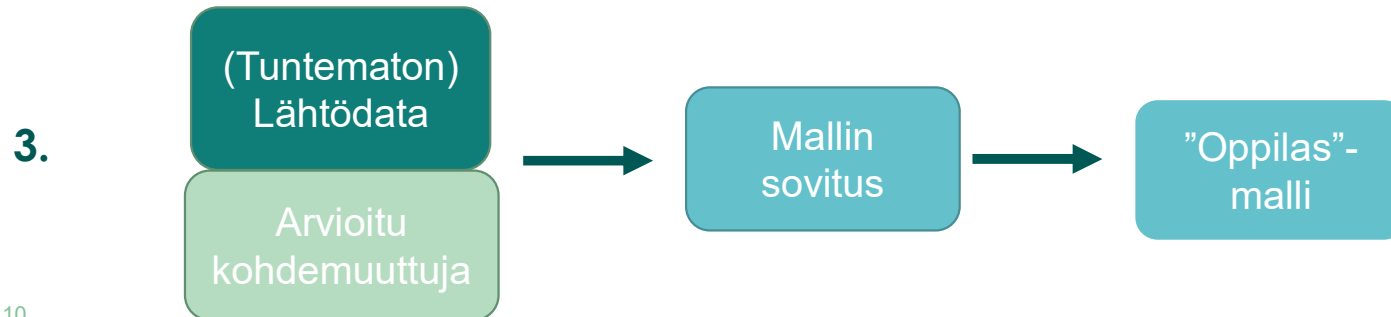 3.
(Tuntematon)
Lähtödata
Arvioitu
kohdemuuttuja
Mallin
sovitus
”Oppilas”-
malli
10